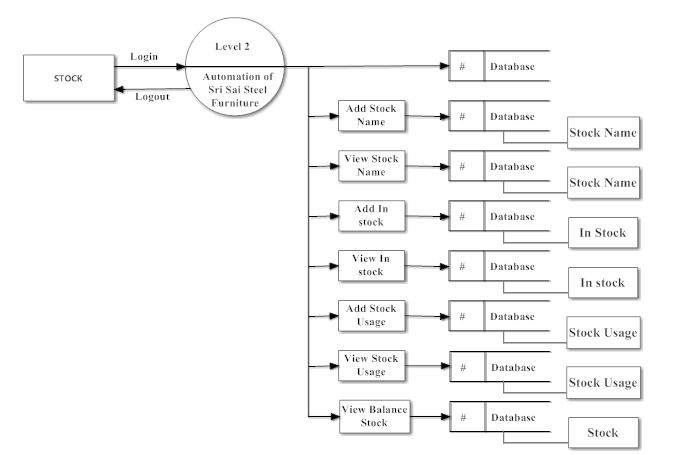 Level 2
Login
# Database
STOCK
Automation of
Sri Sai Steel
Furniture
Logout
Add Stock
Name
# Database
Stock Name
View Stock
Name
# Database
Stock Name
Add In
stock
# Database
In Stock
View In
stock
# Database
In stock
Add Stock
Usage
# Database
Stock Usage
View Stock
Usage
# Database
Stock Usage
View Balance
Stock
# Database
Stock